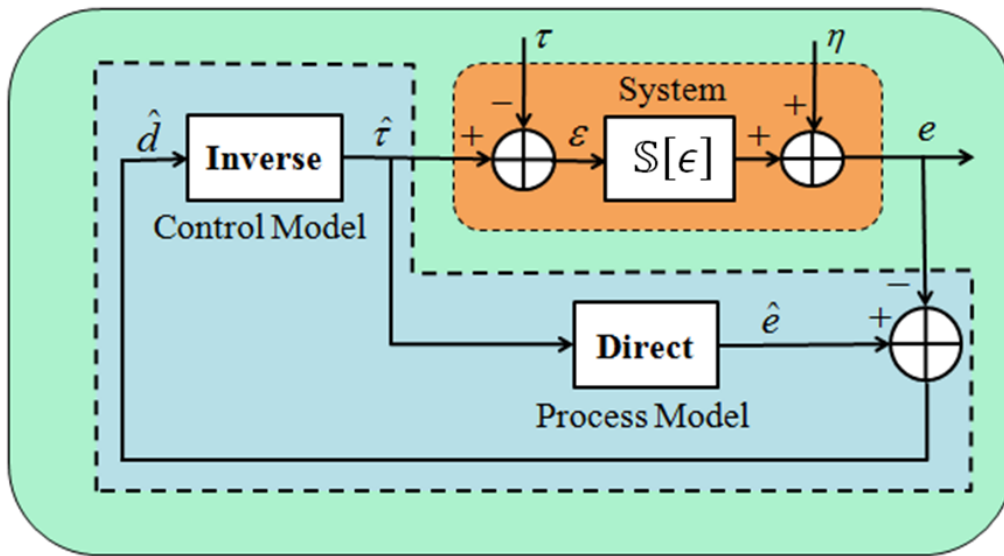 τ
η
System
−
+
d̂
Inverse
τ̂
+
ε
𝕊[ϵ]
+
e
Control Model
−
+
Direct
ê
Process Model